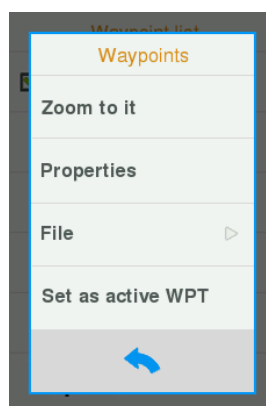 Waypoint list
Waypoints
Zoom to it
Properties
File
Set as active WPT